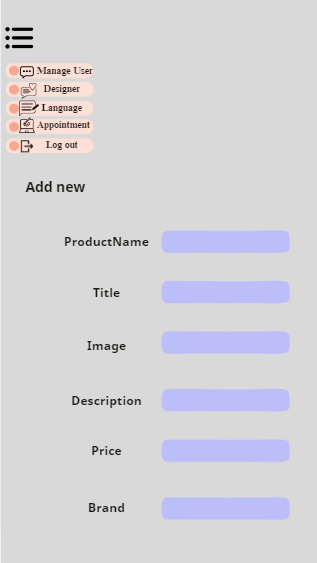 Manage User
Designer
Language
Appointment
Log out
Add new
ProductName
Title
Image
Description
Price
Brand